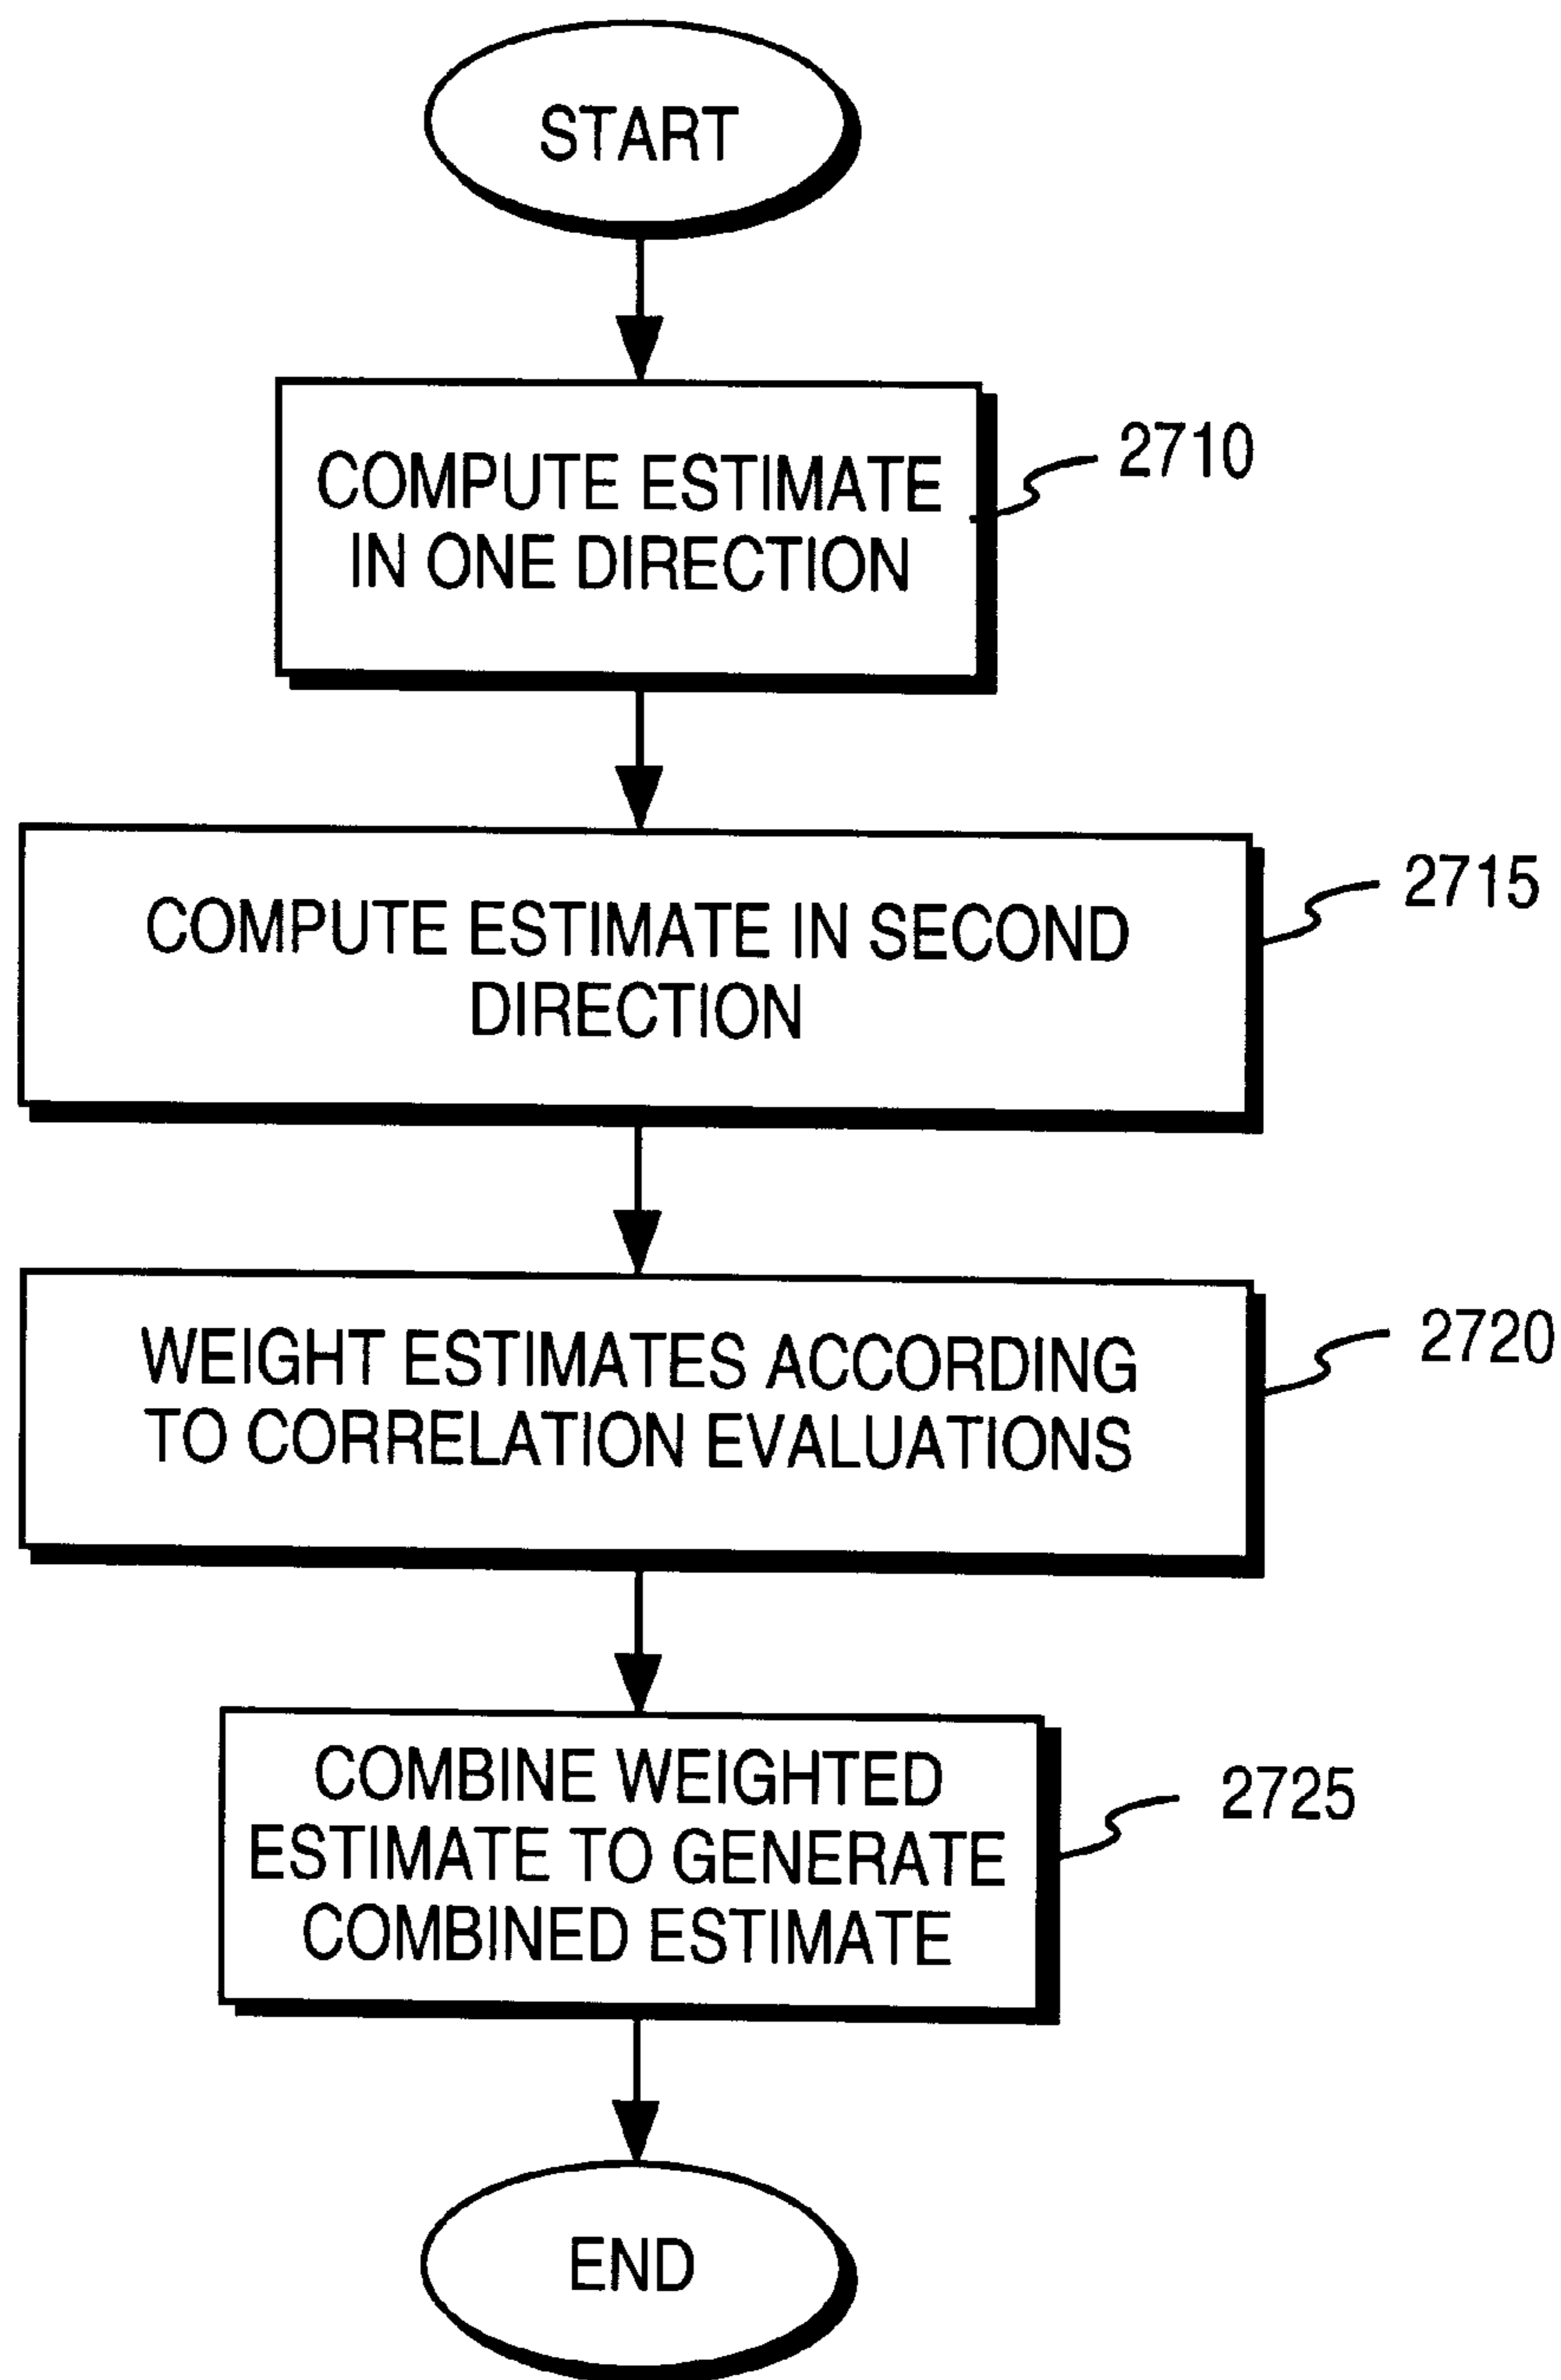 START
COMPUTE ESTIMATE
IN ONE DIRECTION
2710
COMPUTE ESTIMATE IN SECOND
DIRECTION
2715
WEIGHT ESTIMATES ACCORDING
TO CORRELATION EVALUATIONS
2720
COMBINE WEIGHTED
ESTIMATE TO GENERATE
COMBINED ESTIMATE
2725
END